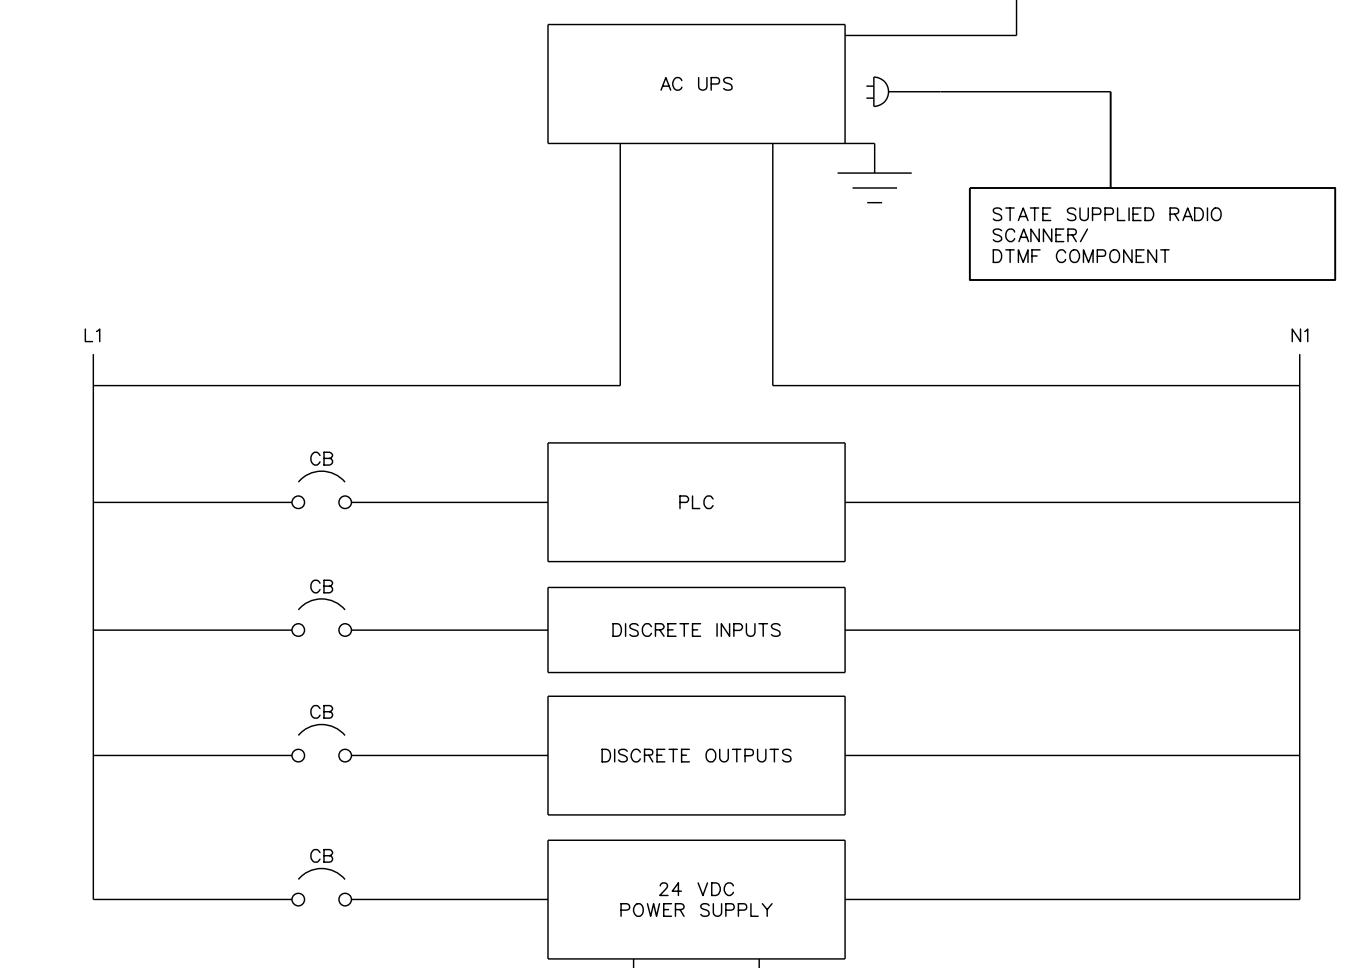 AC UPS
STATE SUPPLIED RADIO
SCANNER/
DTMF COMPONENT
L1
N1
CB
PLC
CB
DISCRETE INPUTS
CB
DISCRETE OUTPUTS
CB
24 VDC
POWER SUPPLY